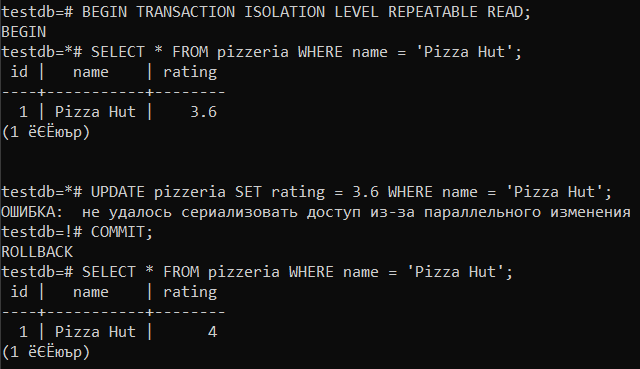 testdb=# BEGIN TRANSACTION ISOLATION LEVEL REPEATABLE READ;
BEGIN
testdb=*# SELECT * FROM pizzeria WHERE name = 'Pizza Hut';
 id |   name    | rating
----+-----------+--------
  1 | Pizza Hut |    3.6
(1 ёЄЁюър)
testdb=*# UPDATE pizzeria SET rating = 3.6 WHERE name = 'Pizza Hut';
ОШИБКА:  не удалось сериализовать доступ из-за параллельного изменения
testdb=!# COMMIT;
ROLLBACK
testdb=# SELECT * FROM pizzeria WHERE name = 'Pizza Hut';
 id |   name    | rating
----+-----------+--------
  1 | Pizza Hut |      4
(1 ёЄЁюър)